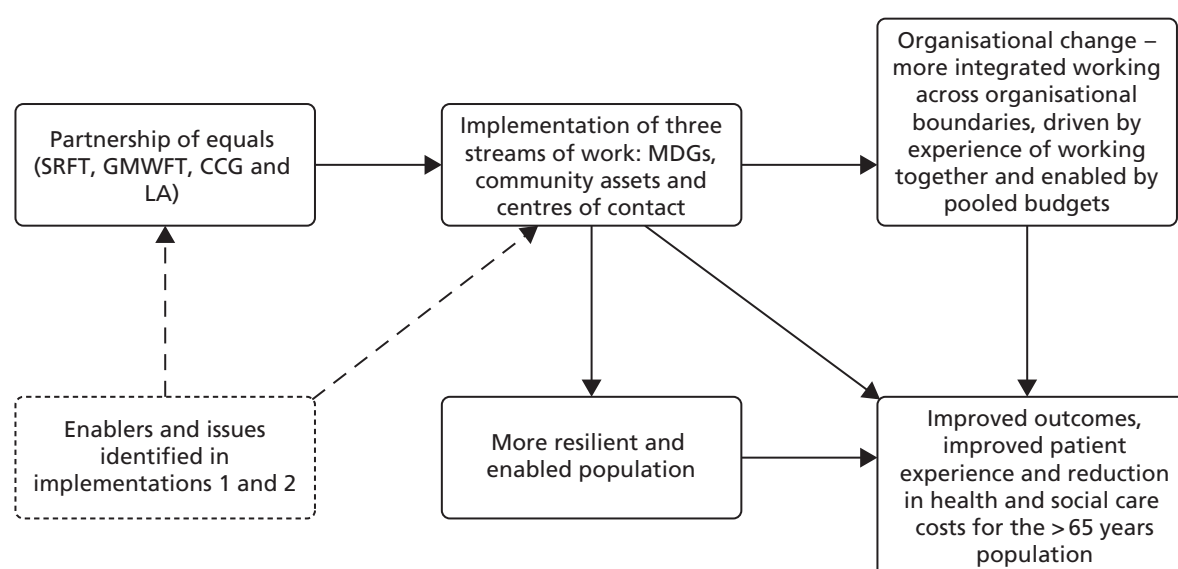 Partnership of equals
(SRFT, GMWFT, CCG and
LA)
Implementation of three
streams of work: MDGs,
community assets and
centres of contact
Organisational change –
more integrated working
across organisational
boundaries, driven by
experience of working
together and enabled by
pooled budgets
Enablers and issues
identified in
implementations 1 and 2
More resilient and
enabled population
Improved outcomes,
improved patient
experience and reduction
in health and social care
costs for the > 65 years
population